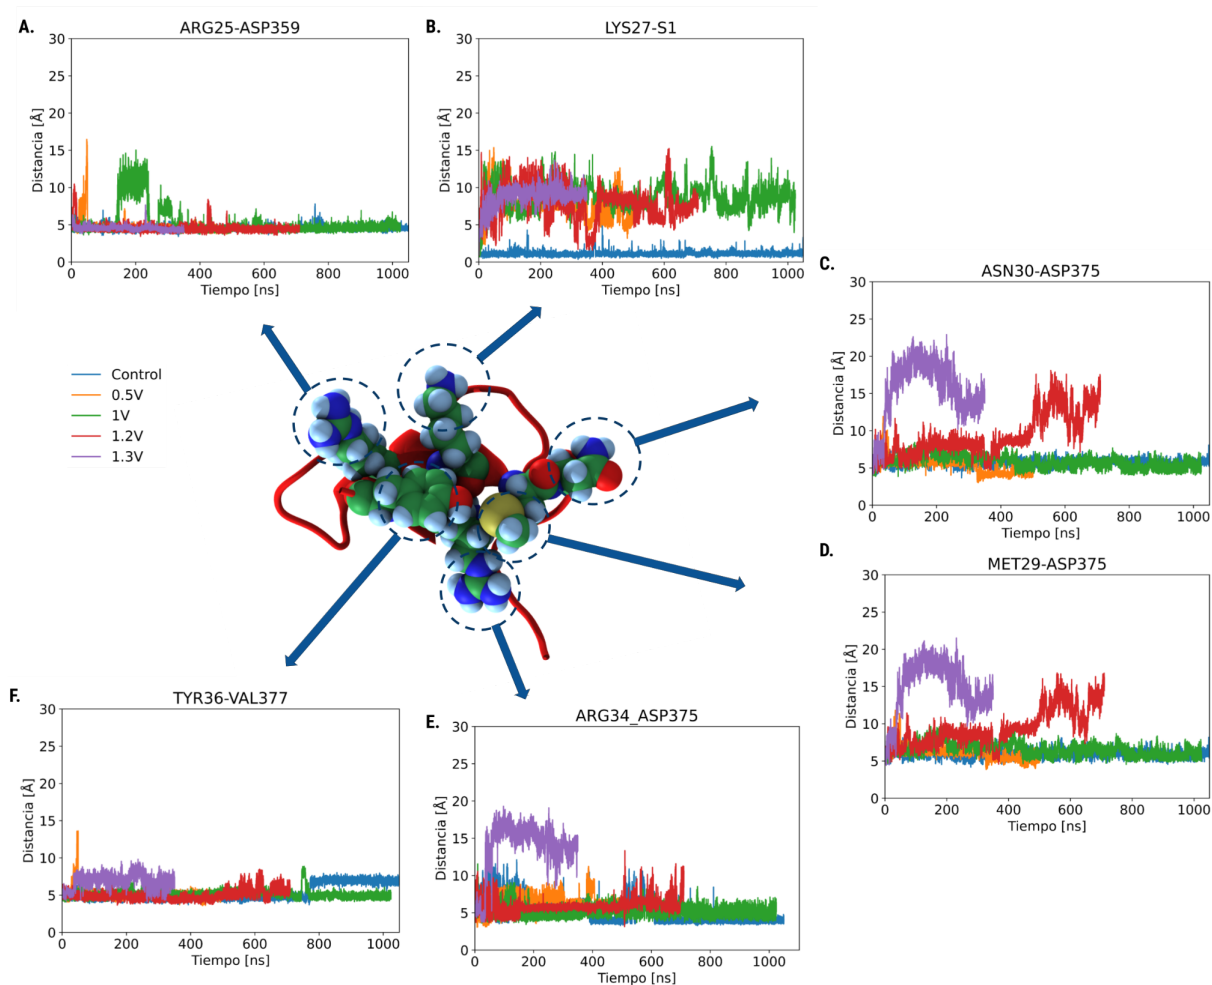 A.
ARG25-ASP359
Distancia [Å]
30
25
20
15
10
5
0
0 200 400 600 800 1000
Tiempo [ns]
B.
LYS27-S1
Distancia [Å]
30
25
20
15
10
5
0
0 200 400 600 800 1000
Tiempo [ns]
C.
ASN30-ASP375
Distancia [Å]
30
25
20
15
10
5
0
0 200 400 600 800 1000
Tiempo [ns]
Control
0.5V
1V
1.2V
1.3V
D.
MET29-ASP375
Distancia [Å]
30
25
20
15
10
5
0
0 200 400 600 800 1000
Tiempo [ns]
F.
TYR36-VAL377
Distancia [Å]
30
25
20
15
10
5
0
0 200 400 600 800 1000
Tiempo [ns]
E.
ARG34_ASP375
Distancia [Å]
30
25
20
15
10
5
0
0 200 400 600 800 1000
Tiempo [ns]